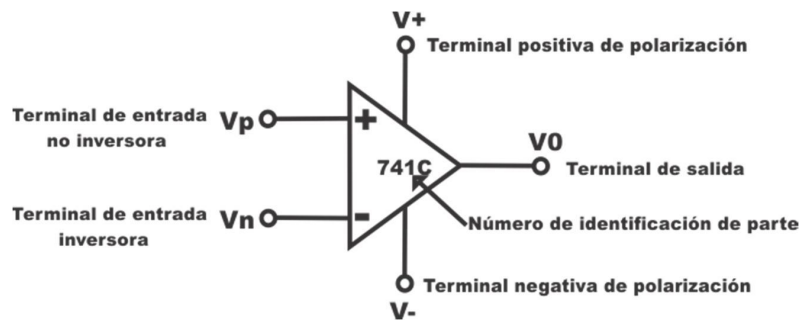 V+
Terminal positiva de polarización
Terminal de entrada
no inversora
Vp
+
V0
741C
Terminal de salida
Terminal de entrada
inversora
Vn
-
Número de identificación de parte
Terminal negativa de polarización
V-